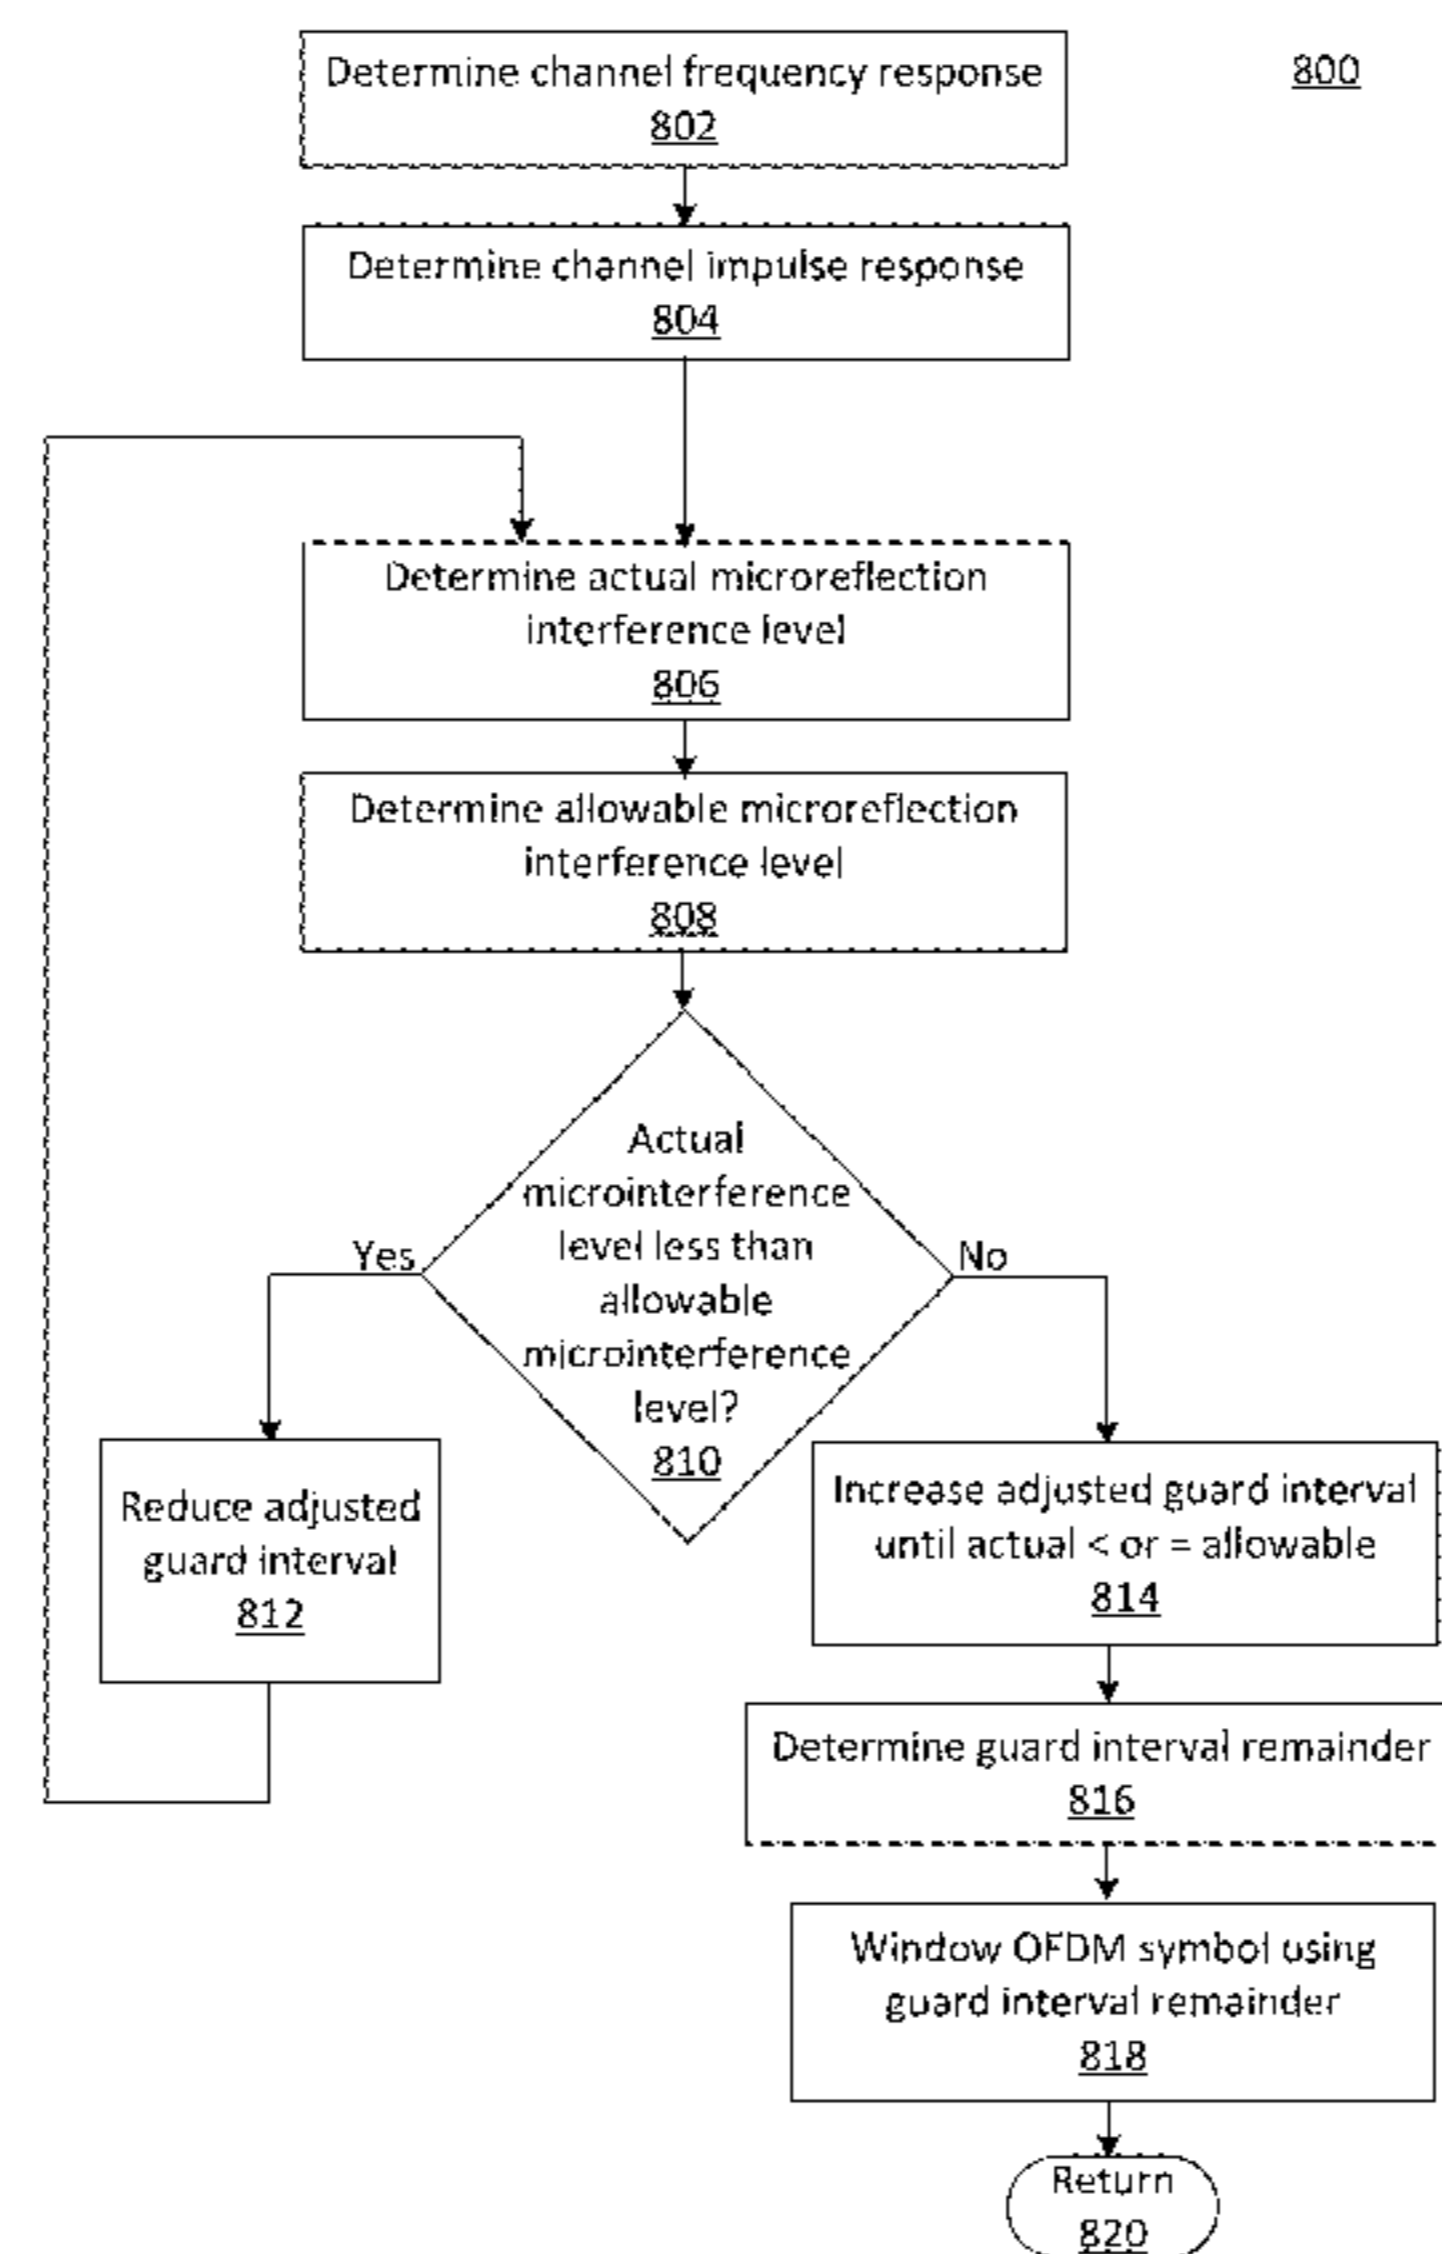 Determine channel frequency response
802
800
Determine channel impulse response
804
Determine actual microreflection
interference level
806
Determine allowable microreflection
interference level
808
Actual
microinterference
level less than
allowable
microinterference
level?
810
Yes
No
Reduce adjusted
guard interval
812
Increase adjusted guard interval
until actual < or = allowable
814
Determine guard interval remainder
816
Window OFDM symbol using
guard interval remainder
818
Return
820